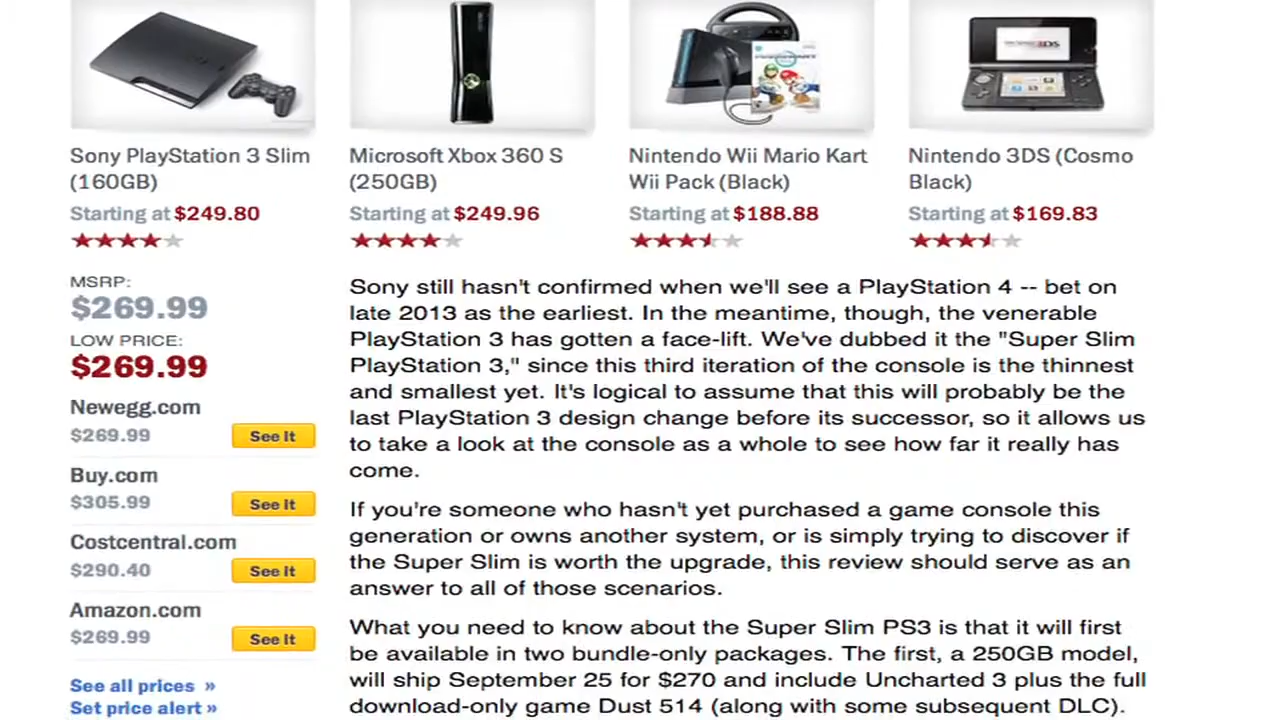 Sony PlayStation 3 Slim
(160GB)
Starting at $249.80
Microsoft Xbox 360 S
(250GB)
Starting at $249.96
Nintendo Wii Mario Kart
Wii Pack (Black)
Starting at $188.88
Nintendo 3DS (Cosmo
Black)
Starting at $169.83
MSRP:
$269.99
LOW PRICE:
$269.99
Newegg.com
$269.99
See It
Buy.com
$305.99
See It
Costcentral.com
$290.40
See It
Amazon.com
$269.99
See It
See all prices »
Set price alert »
Sony still hasn't confirmed when we'll see a PlayStation 4 -- bet on
late 2013 as the earliest. In the meantime, though, the venerable
PlayStation 3 has gotten a face-lift. We've dubbed it the "Super Slim
PlayStation 3," since this third iteration of the console is the thinnest
and smallest yet. It's logical to assume that this will probably be the
last PlayStation 3 design change before its successor, so it allows us
to take a look at the console as a whole to see how far it really has
come.
If you're someone who hasn't yet purchased a game console this
generation or owns another system, or is simply trying to discover if
the Super Slim is worth the upgrade, this review should serve as an
answer to all of those scenarios.
What you need to know about the Super Slim PS3 is that it will first
be available in two bundle-only packages. The first, a 250GB model,
will ship September 25 for $270 and include Uncharted 3 plus the full
download-only game Dust 514 (along with some subsequent DLC).